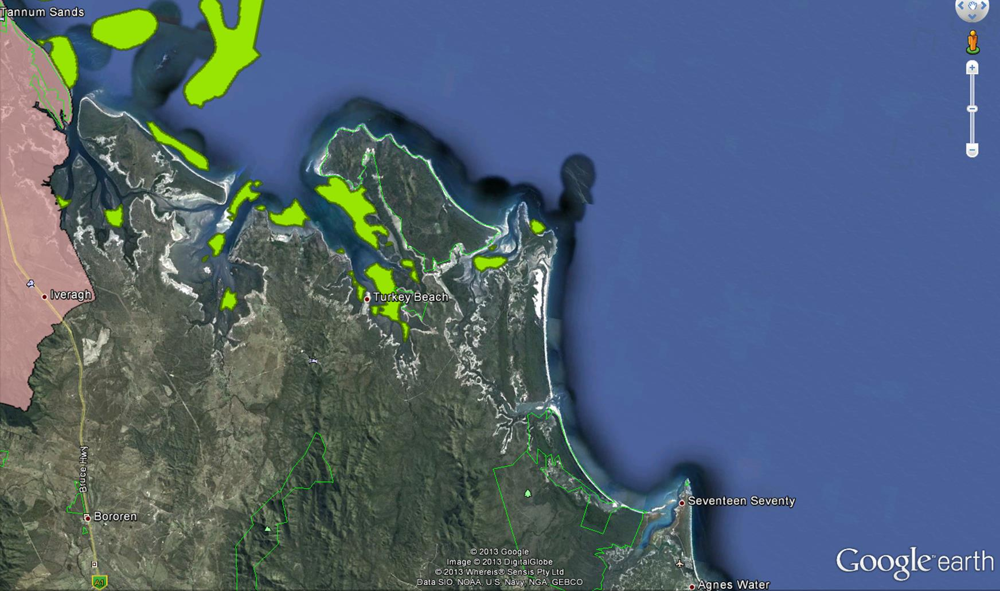 Tannum Sands
Iveragh
Turkey Beach
Bruce Hwy
Seventeen Seventy
Bororen
© 2013 Google
Image © 2013 DigitalGlobe
© 2013 Whereis® Sensis Pty Ltd
Data SIO, NOAA, U.S. Navy, NGA, GEBCO
Google™ earth
A1
Agnes Water